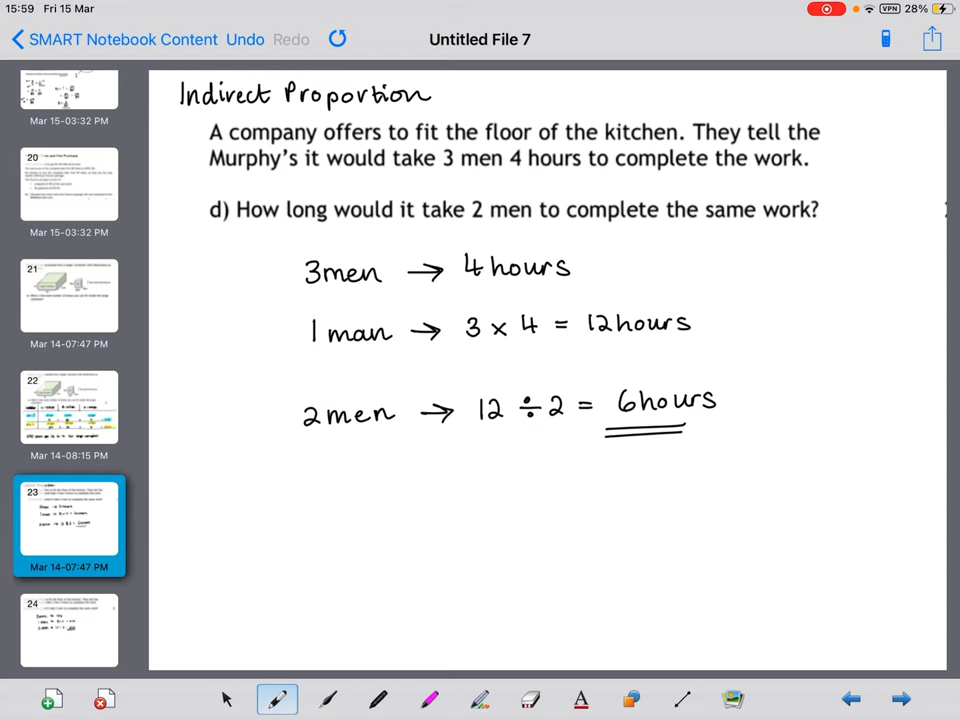 15:59 Fri 15 Mar
VPN 28%
SMART Notebook Content Undo Redo
Untitled File 7
Mar 15-03:32 PM
20
Mar 15-03:32 PM
21
Mar 14-07:47 PM
22
Mar 14-08:15 PM
23
Mar 14-07:47 PM
24
Indirect Proportion
A company offers to fit the floor of the kitchen. They tell the
Murphy's it would take 3 men 4 hours to complete the work.
d) How long would it take 2 men to complete the same work?
3men → 4hours
1 man → 3 × 4 = 12hours
2men → 12 ÷ 2 = 6hours
A